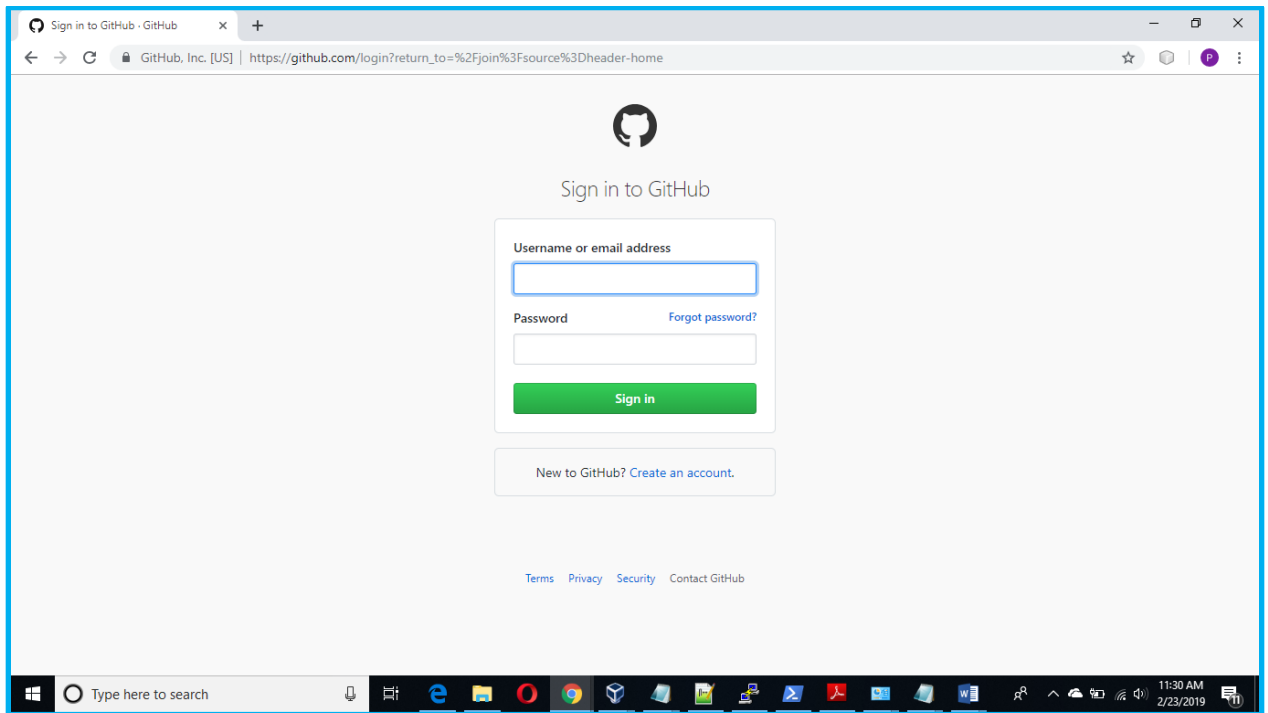 Sign in to GitHub · GitHub
GitHub, Inc. [US] | https://github.com/login?return_to=%2Fjoin%3Fsource%3Dheader-home
P
Sign in to GitHub
Username or email address
Password Forgot password?
Sign in
New to GitHub? Create an account.
Terms Privacy Security Contact GitHub
Type here to search
11:30 AM
2/23/2019
11